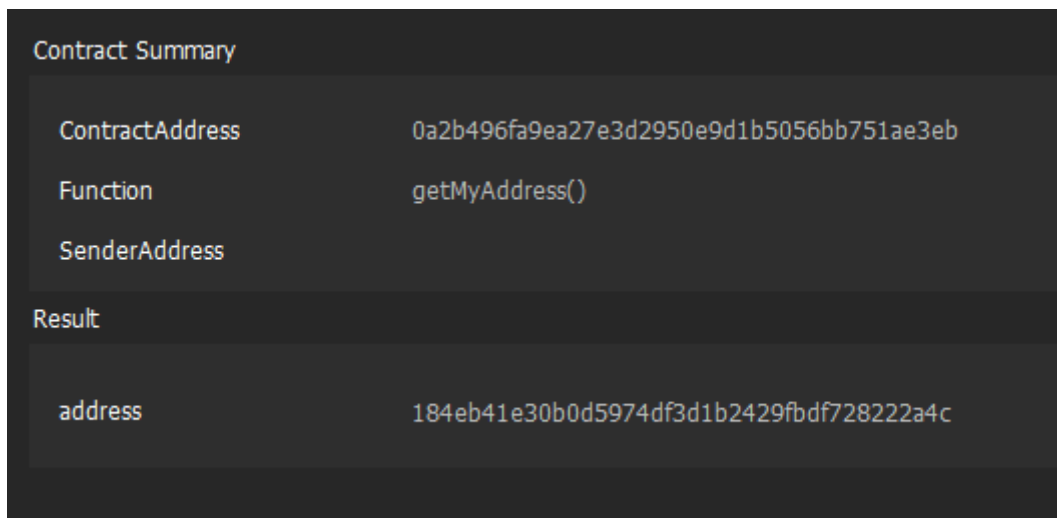 Contract Summary
ContractAddress 0a2b496fa9ea27e3d2950e9d1b5056bb751ae3eb
Function getMyAddress()
SenderAddress
Result
address 184eb41e30b0d5974df3d1b2429fbdf728222a4c